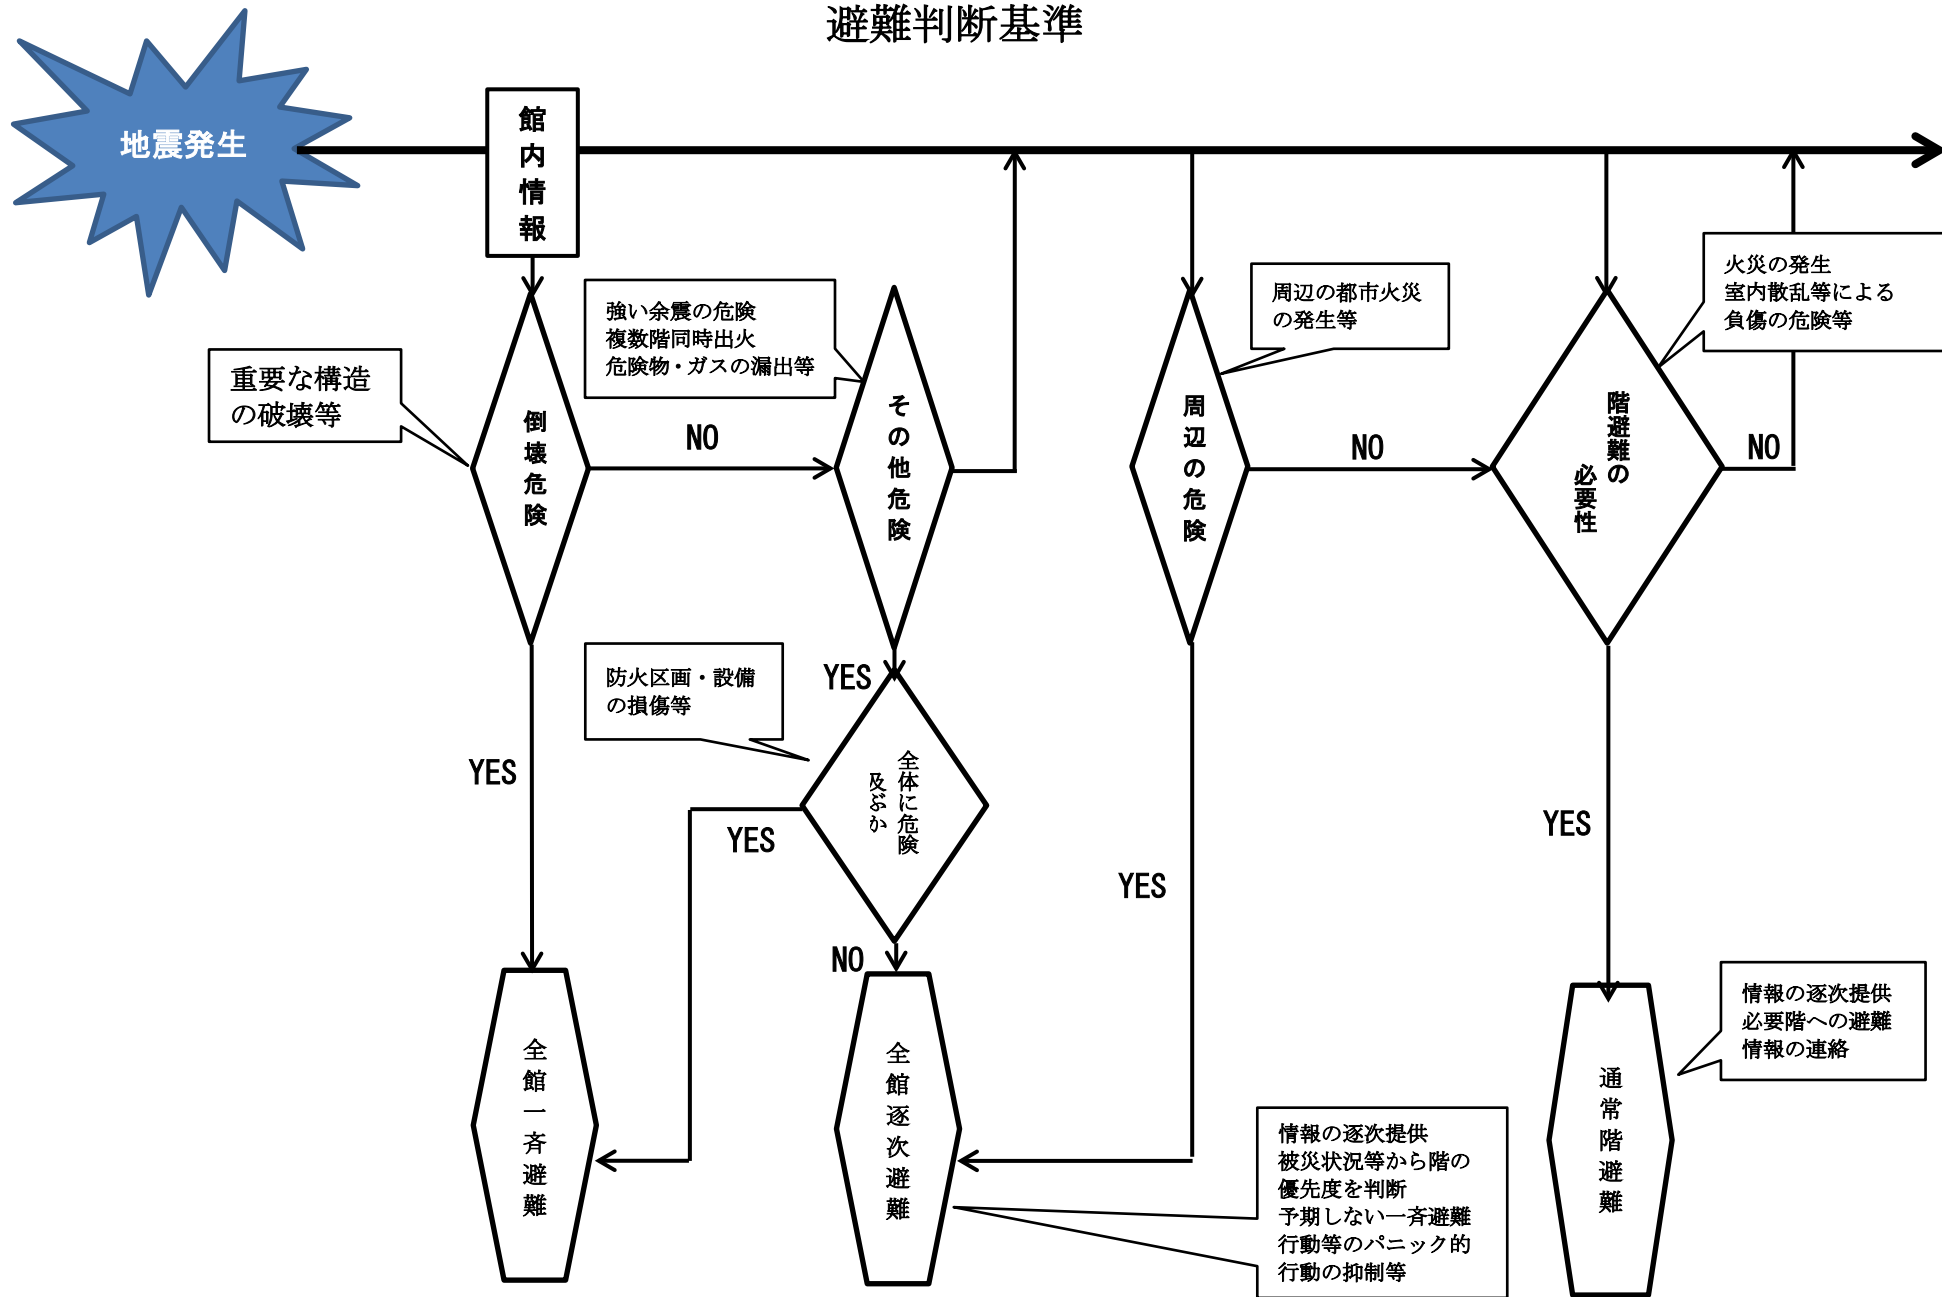 避難判断基準
地震発生
館内情報
強い余震の危険
複数階同時出火
危険物・ガスの漏出等
周辺の都市火災
の発生等
火災の発生
室内散乱等による
負傷の危険等
重要な構造
の破壊等
倒壊危険
NO
その他危険
周辺の危険
NO
階避難の
必要性
NO
防火区画・設備
の損傷等
YES
YES
全体に危険
及ぶか
YES
YES
YES
NO
全館一斉避難
全館逐次避難
情報の逐次提供
必要階への避難
情報の連絡
通常階避難
情報の逐次提供
被災状況等から階の
優先度を判断
予期しない一斉避難
行動等のパニック的
行動の抑制等